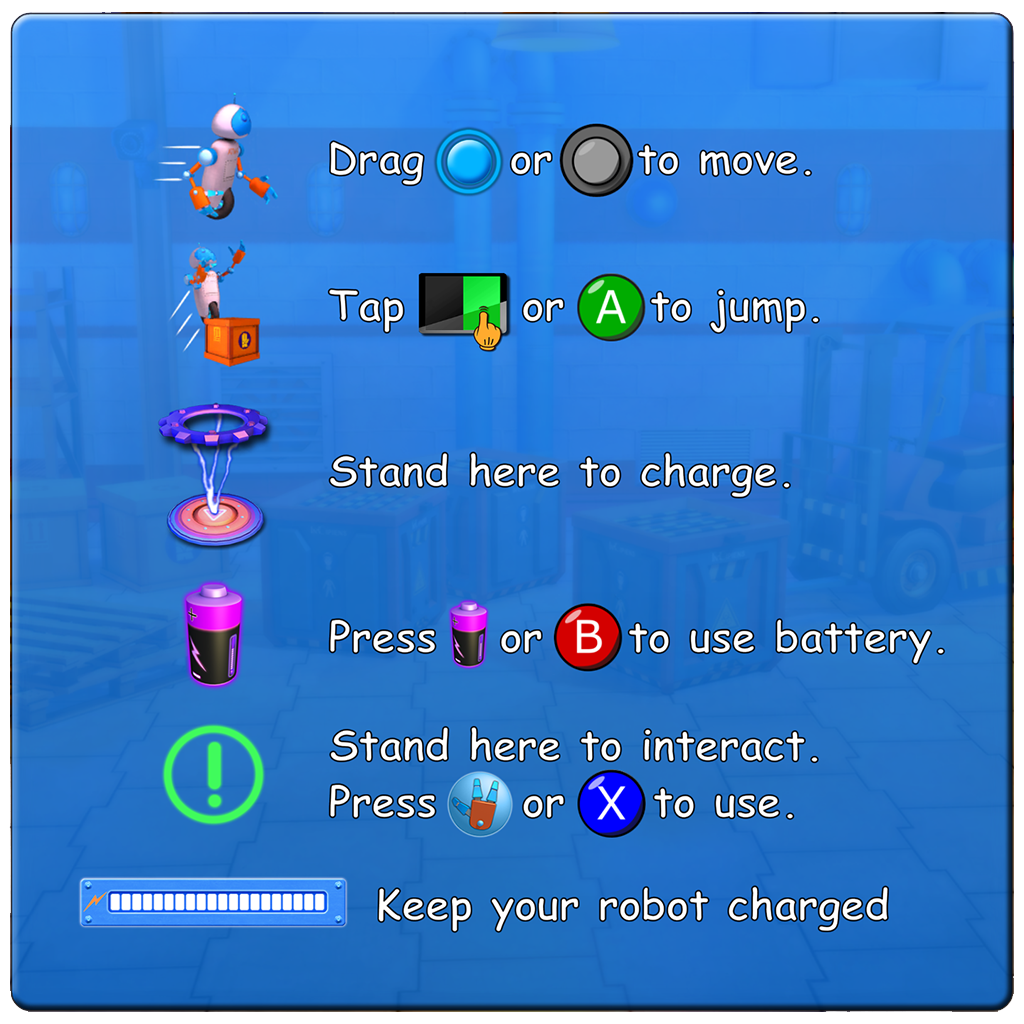 Drag or to move.
Tap or A to jump.
Stand here to charge.
Press or B to use battery.
Stand here to interact.
Press or X to use.
Keep your robot charged